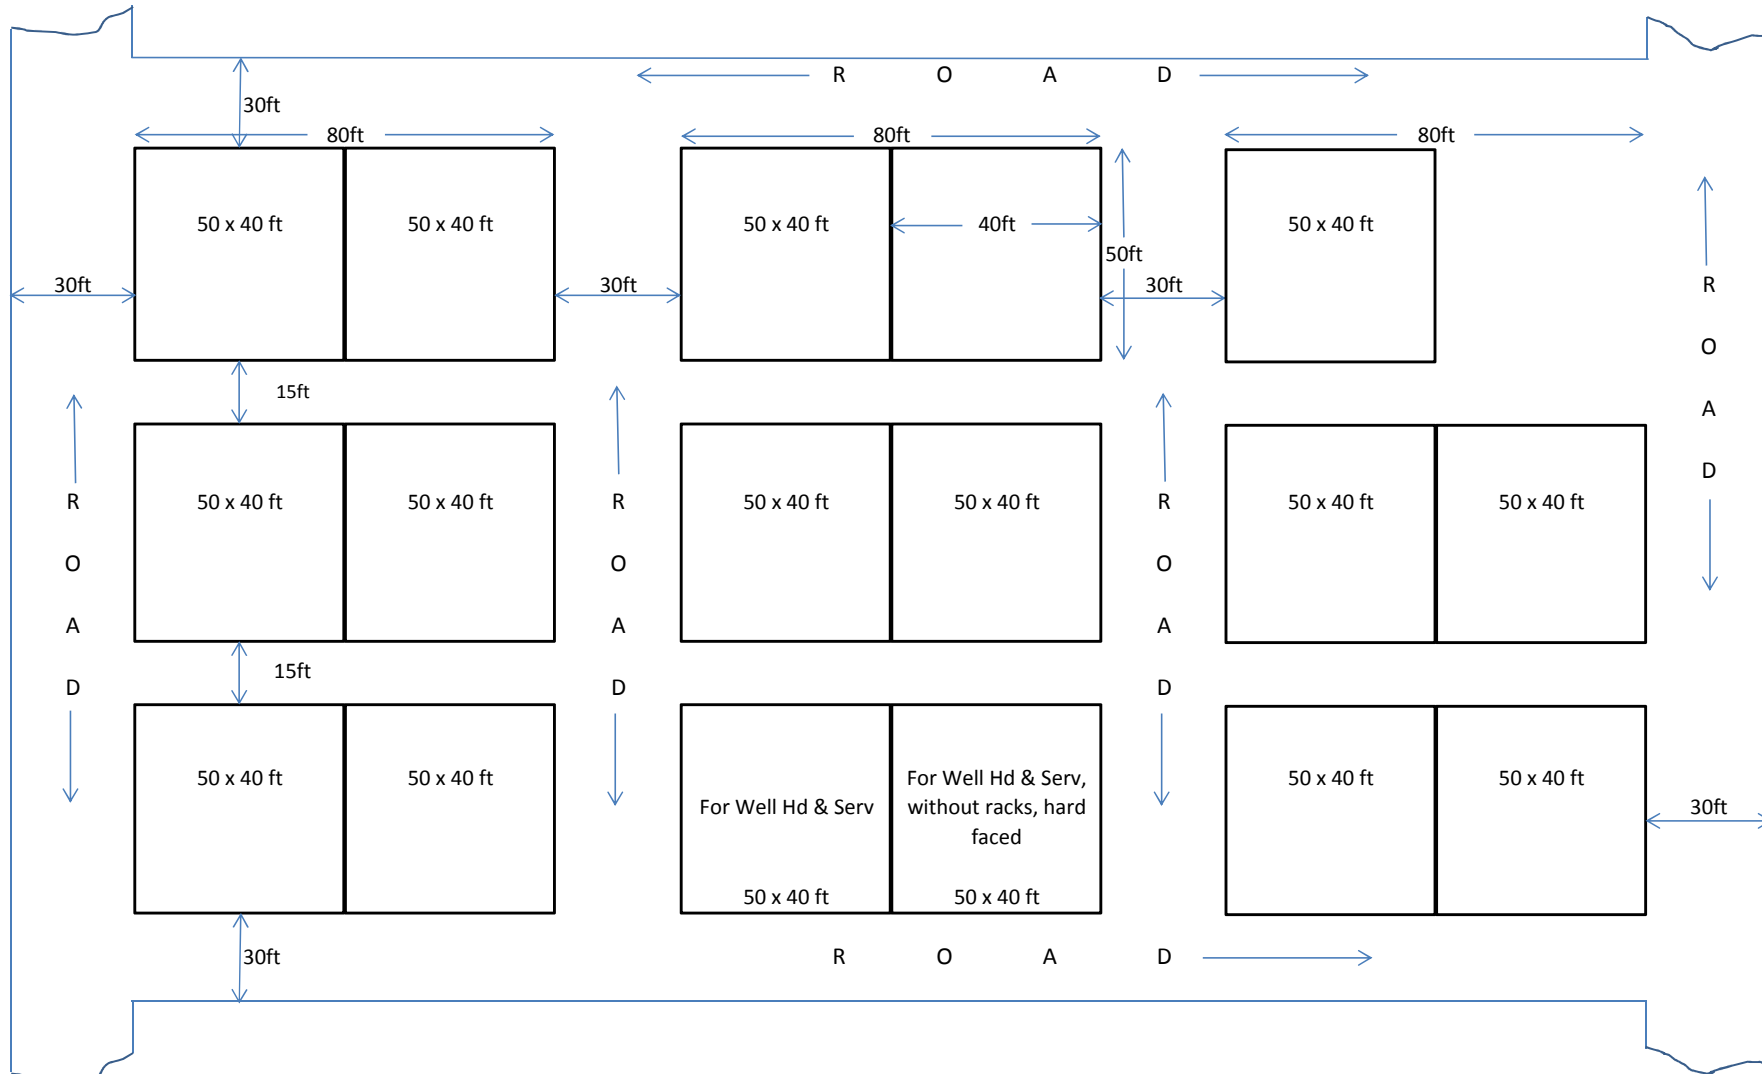 R O A D
30ft
80ft 80ft 80ft
50 x 40 ft 50 x 40 ft 50 x 40 ft 40ft 50 x 40 ft
50ft
30ft 30ft 30ft
R
O
A
D
15ft
50 x 40 ft 50 x 40 ft 50 x 40 ft 50 x 40 ft 50 x 40 ft 50 x 40 ft
R
O
A
D
R
O
A
D
R
O
A
D
15ft
50 x 40 ft 50 x 40 ft
For Well Hd & Serv
50 x 40 ft
For Well Hd & Serv,
without racks, hard
faced
50 x 40 ft
50 x 40 ft 50 x 40 ft
30ft
30ft
R O A D